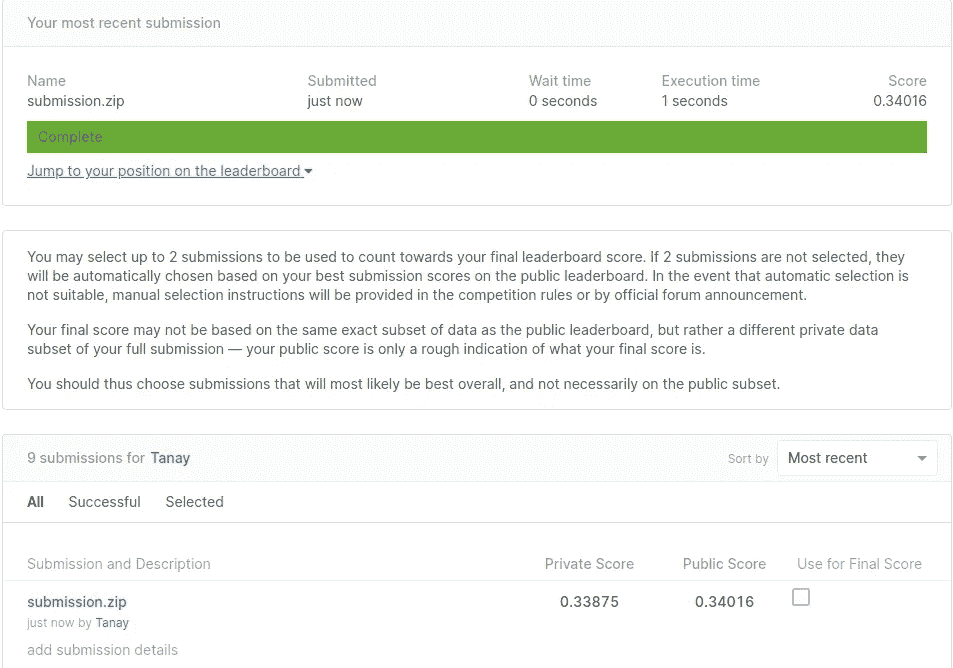 Your most recent submission
Name Submitted Wait time Execution time Score
submission.zip just now 0 seconds 1 seconds 0.34016
Complete
Jump to your position on the leaderboard
You may select up to 2 submissions to be used to count towards your final leaderboard score. If 2 submissions are not selected, they
will be automatically chosen based on your best submission scores on the public leaderboard. In the event that automatic selection is
not suitable, manual selection instructions will be provided in the competition rules or by official forum announcement.
Your final score may not be based on the same exact subset of data as the public leaderboard, but rather a different private data
subset of your full submission — your public score is only a rough indication of what your final score is.
You should thus choose submissions that will most likely be best overall, and not necessarily on the public subset.
9 submissions for Tanay Sort by Most recent
All Successful Selected
Submission and Description Private Score Public Score Use for Final Score
submission.zip 0.33875 0.34016
just now by Tanay
add submission details